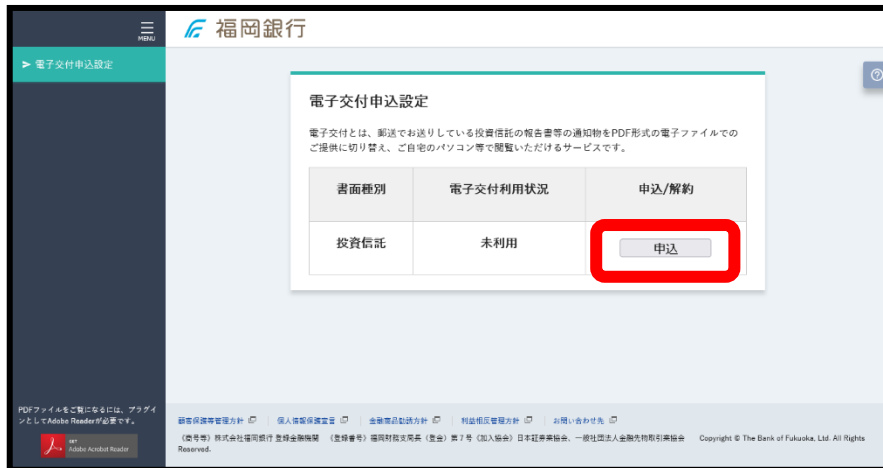 MENU
福岡銀行
➤ 電子交付申込設定
電子交付申込設定
電子交付とは、郵送でお送りしている投資信託の報告書等の通知物をPDF形式の電子ファイルでの
ご提供に切り替え、ご自宅のパソコン等で閲覧いただけるサービスです。
書面種別 電子交付利用状況 申込/解約
投資信託 未利用 申込
PDFファイルをご覧になるには、プラグイ
ンとしてAdobe Readerが必要です。
GET
Adobe Acrobat Reader
顧客保護等管理方針 個人情報保護宣言 金融商品勧誘方針 利益相反管理方針 お問い合わせ先
《商号等》株式会社福岡銀行 登録金融機関 《登録番号》福岡財務支局長（登金）第７号《加入協会》日本証券業協会、一般社団法人金融先物取引業協会 Copyright © The Bank of Fukuoka, Ltd. All Rights
Reserved.